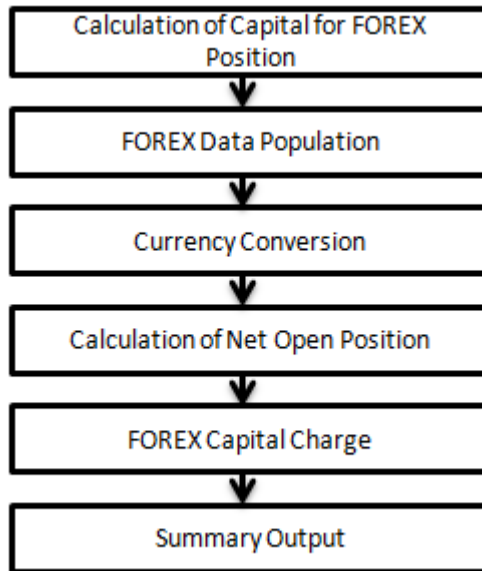 Calculation of Capital for FOREX
Position
FOREX Data Population
Currency Conversion
Calculation of Net Open Position
FOREX Capital Charge
Summary Output